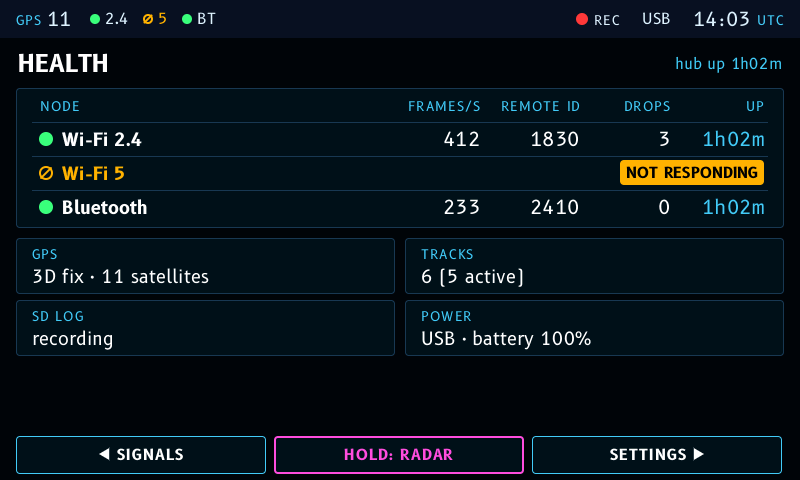 GPS 11 2.4 5 BT REC USB 14:03 UTC
HEALTH hub up 1h02m
NODE FRAMES/S REMOTE ID DROPS UP
Wi-Fi 2.4 412 1830 3 1h02m
Wi-Fi 5 NOT RESPONDING
Bluetooth 233 2410 0 1h02m
GPS
3D fix · 11 satellites
TRACKS
6 (5 active)
SD LOG
recording
POWER
USB · battery 100%
◀ SIGNALS HOLD: RADAR SETTINGS ▶